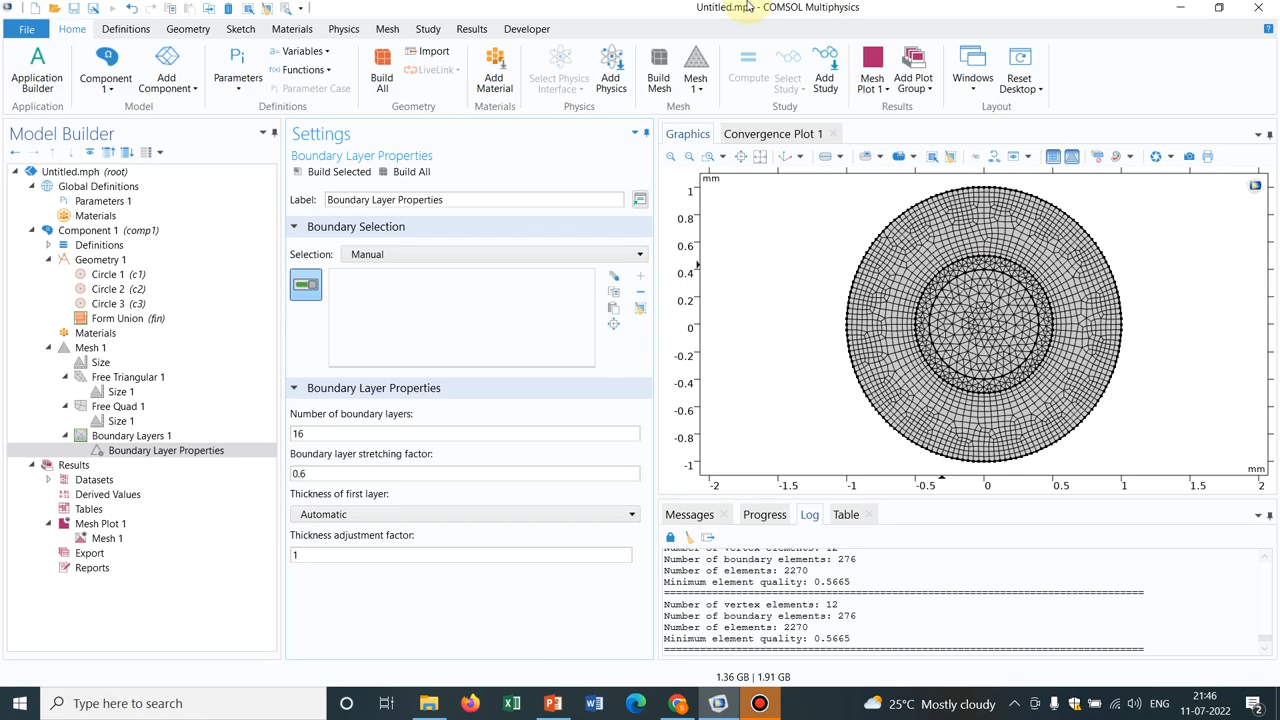 Untitled.mph - COMSOL Multiphysics
File Home Definitions Geometry Sketch Materials Physics Mesh Study Results Developer
Application Builder
Application
Component 1
Add Component
Model
Parameters
a= Variables
f(x) Functions
Pi Parameter Case
Definitions
Build All
Import
LiveLink
Geometry
Add Material
Materials
Select Physics Interface
Add Physics
Physics
Build Mesh
Mesh 1
Mesh
Compute
Select Study
Add Study
Study
Mesh Plot 1
Add Plot Group
Results
Windows
Reset Desktop
Layout
Model Builder
Untitled.mph (root)
Global Definitions
Pi Parameters 1
Materials
Component 1 (comp1)
Definitions
Geometry 1
Circle 1 (c1)
Circle 2 (c2)
Circle 3 (c3)
Form Union (fin)
Materials
Mesh 1
Size
Free Triangular 1
Size 1
Free Quad 1
Size 1
Boundary Layers 1
Boundary Layer Properties
Results
Datasets
Derived Values
Tables
Mesh Plot 1
Mesh 1
Export
Reports
Settings
Boundary Layer Properties
Build Selected Build All
Label: Boundary Layer Properties
Boundary Selection
Selection: Manual
Boundary Layer Properties
Number of boundary layers:
16
Boundary layer stretching factor:
0.6
Thickness of first layer:
Automatic
Thickness adjustment factor:
1
Graphics Convergence Plot 1
mm
1
0.8
0.6
0.4
0.2
0
-0.2
-0.4
-0.6
-0.8
-1
mm
-2 -1.5 -1 -0.5 0 0.5 1 1.5 2
Messages Progress Log Table
Number of vertex elements: 12
Number of boundary elements: 276
Number of elements: 2270
Minimum element quality: 0.5665
Number of vertex elements: 12
Number of boundary elements: 276
Number of elements: 2270
Minimum element quality: 0.5665
1.36 GB | 1.91 GB
Type here to search
25°C Mostly cloudy
ENG
21:46
11-07-2022
2